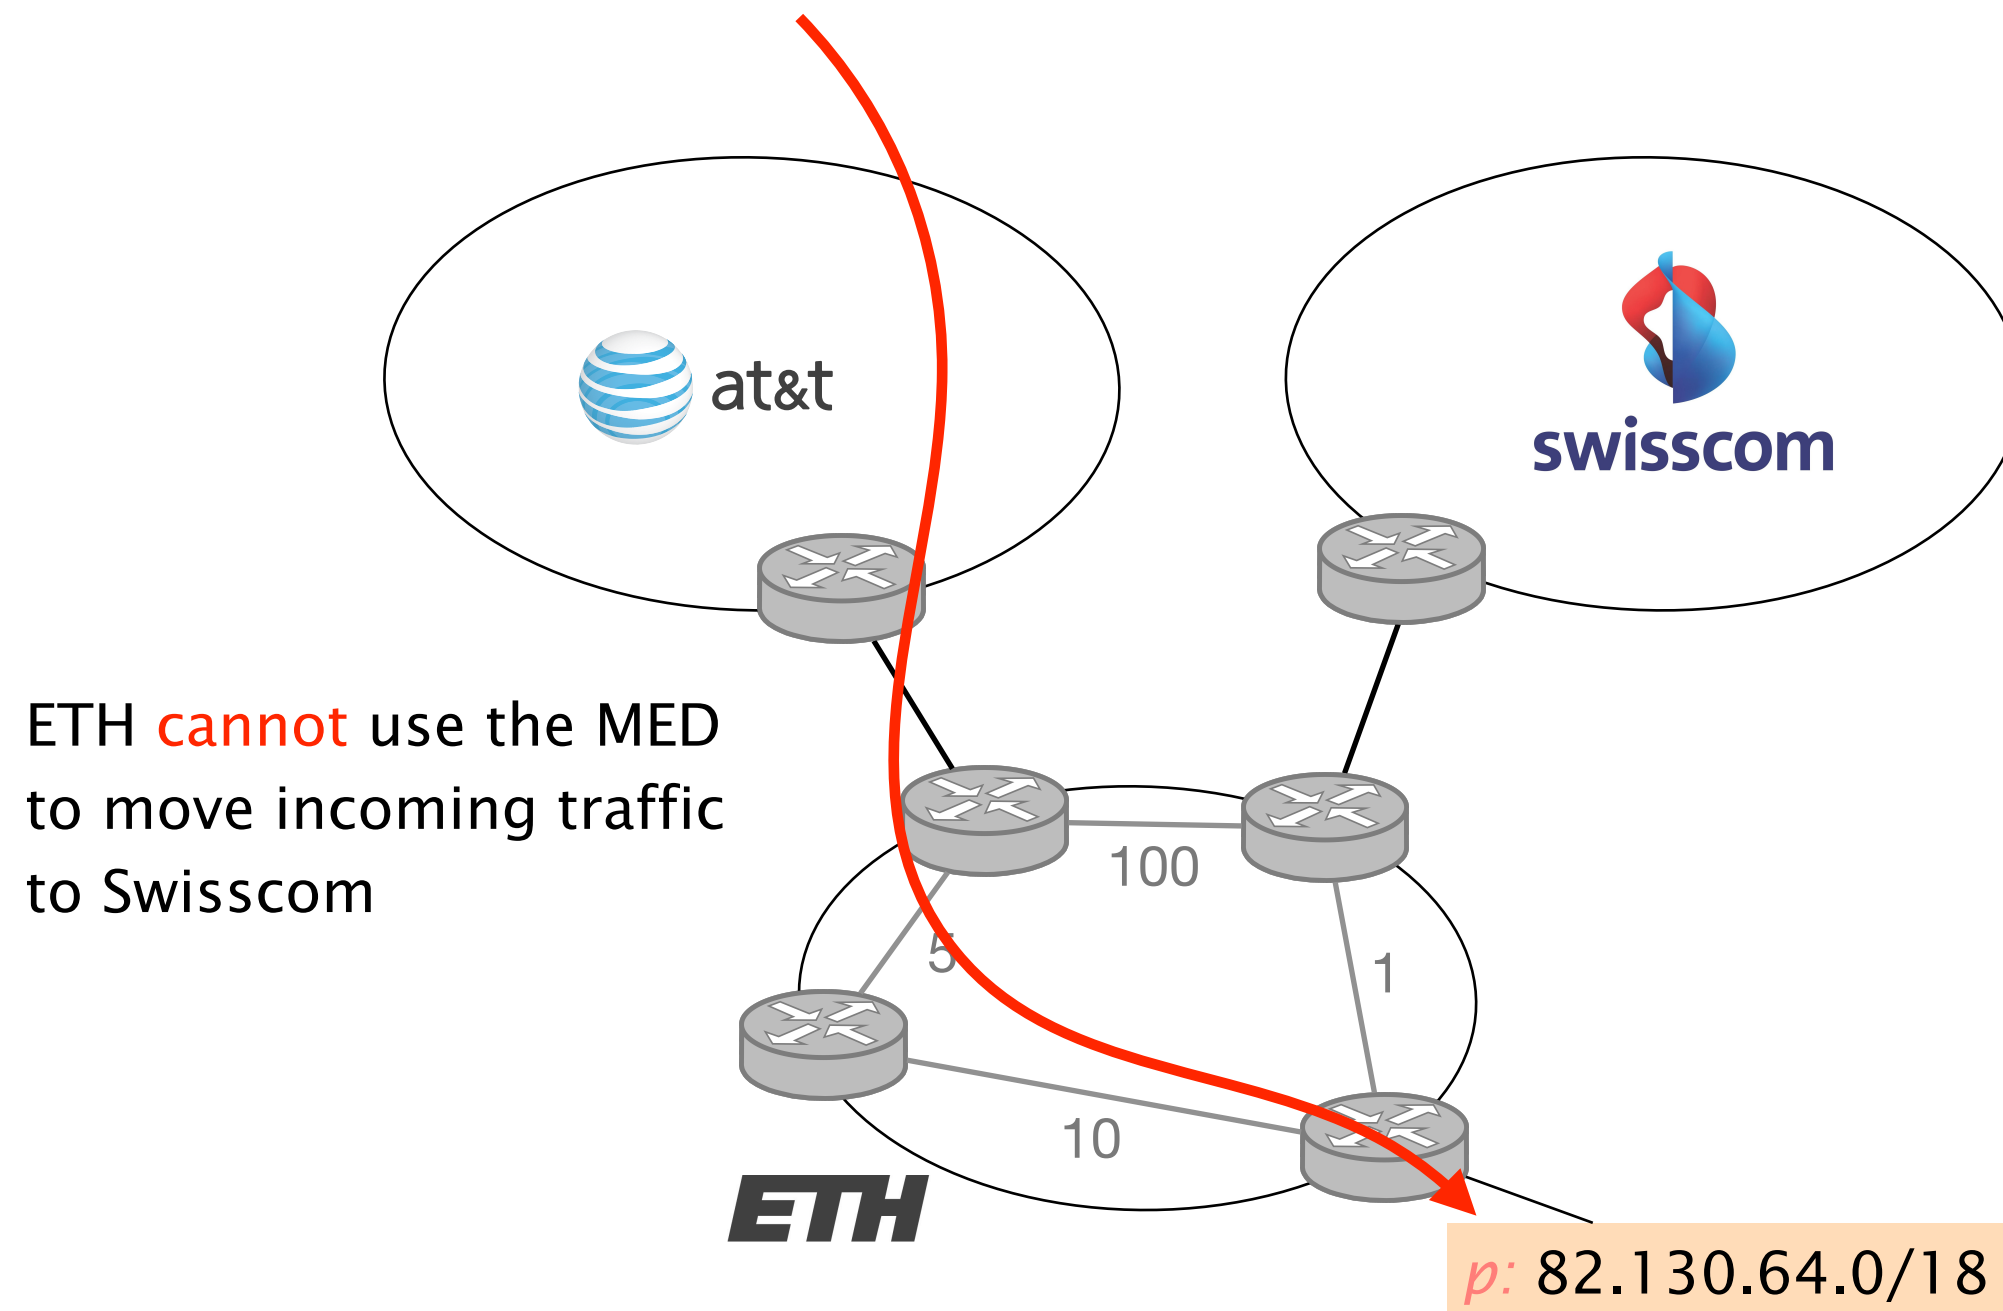 at&t
swisscom
ETH cannot use the MED
to move incoming traffic
to Swisscom
100
5
1
10
ETH
p: 82.130.64.0/18